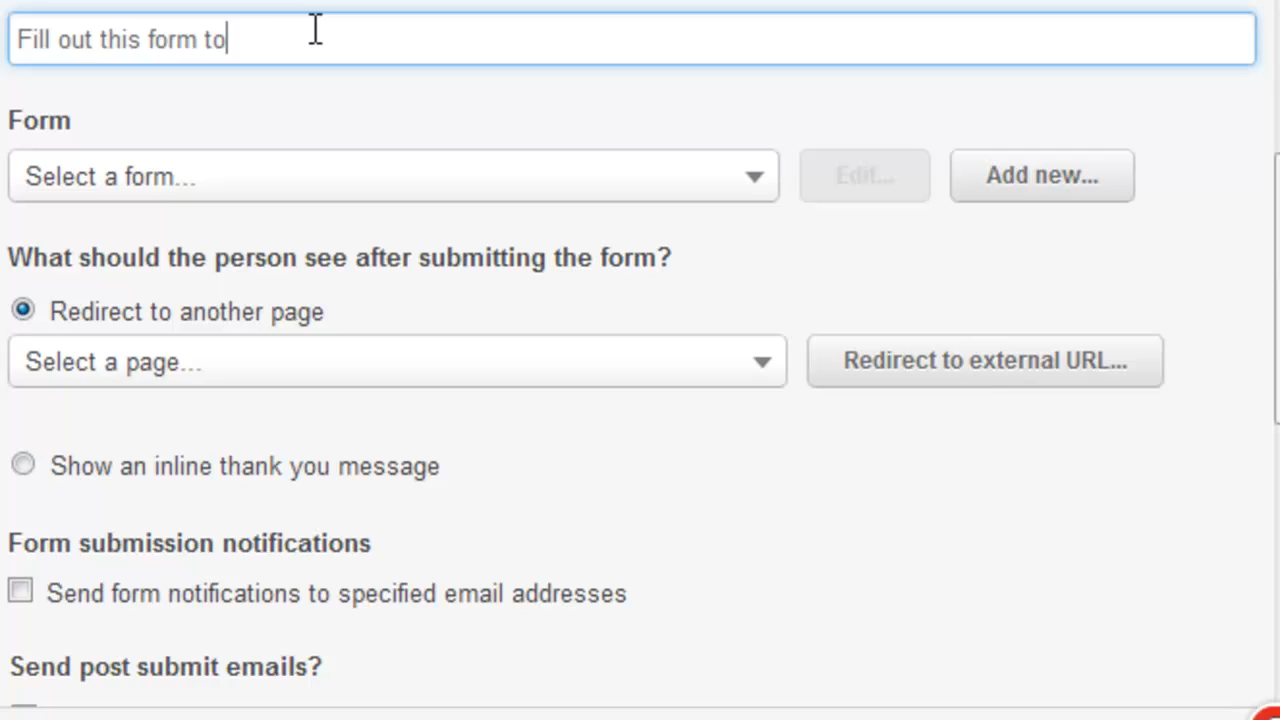 Fill out this form to
Form
Select a form...
Edit...
Add new...
What should the person see after submitting the form?
Redirect to another page
Select a page...
Redirect to external URL...
Show an inline thank you message
Form submission notifications
Send form notifications to specified email addresses
Send post submit emails?